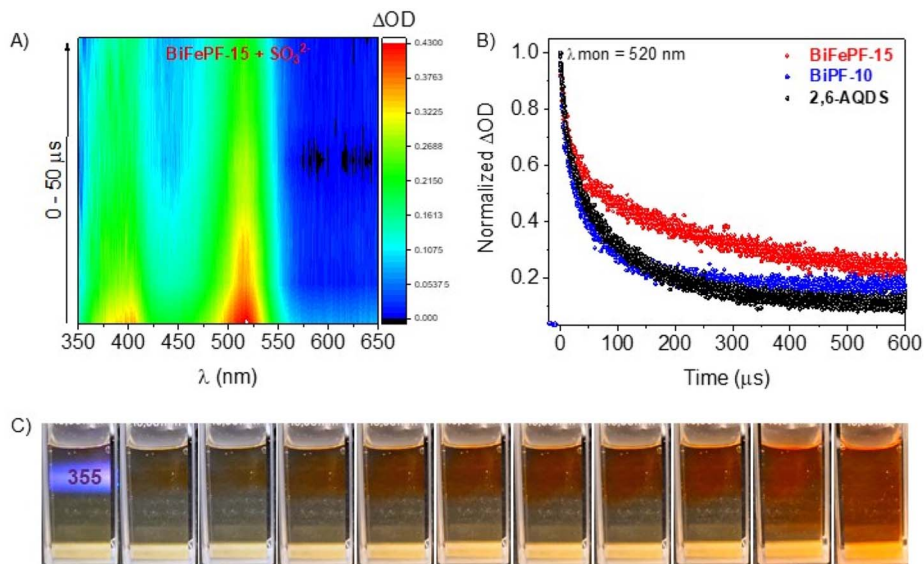 A)
ΔOD
BiFePF-15 + SO₃²⁻
0 - 50 μs
0.4300
0.3763
0.3225
0.2688
0.2150
0.1613
0.1075
0.05375
0.000
350 400 450 500 550 600 650
λ (nm)
B)
λmon = 520 nm
BiFePF-15
BiPF-10
2,6-AQDS
Normalized ΔOD
1.0
0.8
0.6
0.4
0.2
0 100 200 300 400 500 600
Time (μs)
C)
355